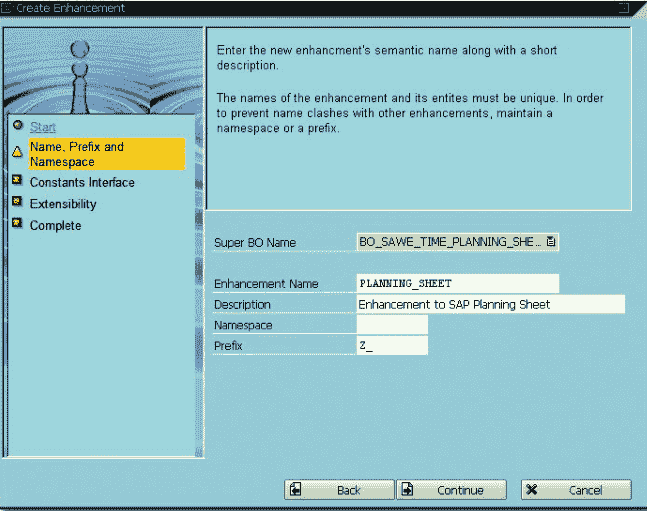 Create Enhancement
Enter the new enhancment's semantic name along with a short
description.
The names of the enhancement and its entites must be unique. In order
to prevent name clashes with other enhancements, maintain a
namespace or a prefix.
Start
Name, Prefix and
Namespace
Constants Interface
Extensibility
Complete
Super BO Name BO_SAWE_TIME_PLANNING_SHE...
Enhancement Name PLANNING_SHEET
Description Enhancement to SAP Planning Sheet
Namespace
Prefix Z_
Back Continue Cancel